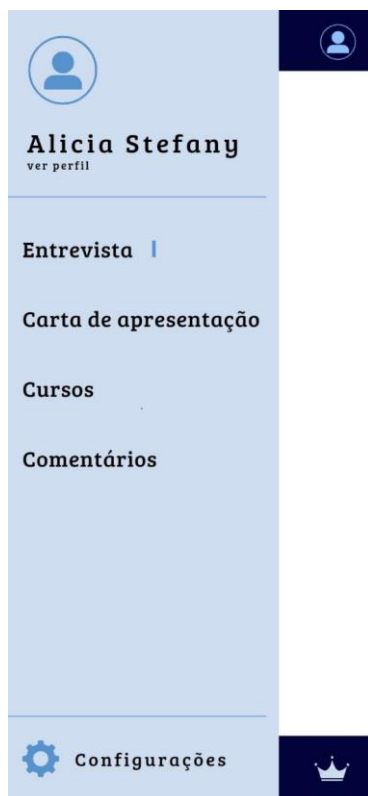 Alicia Stefany
ver perfil
Entrevista
Carta de apresentação
Cursos
Comentários
Configurações